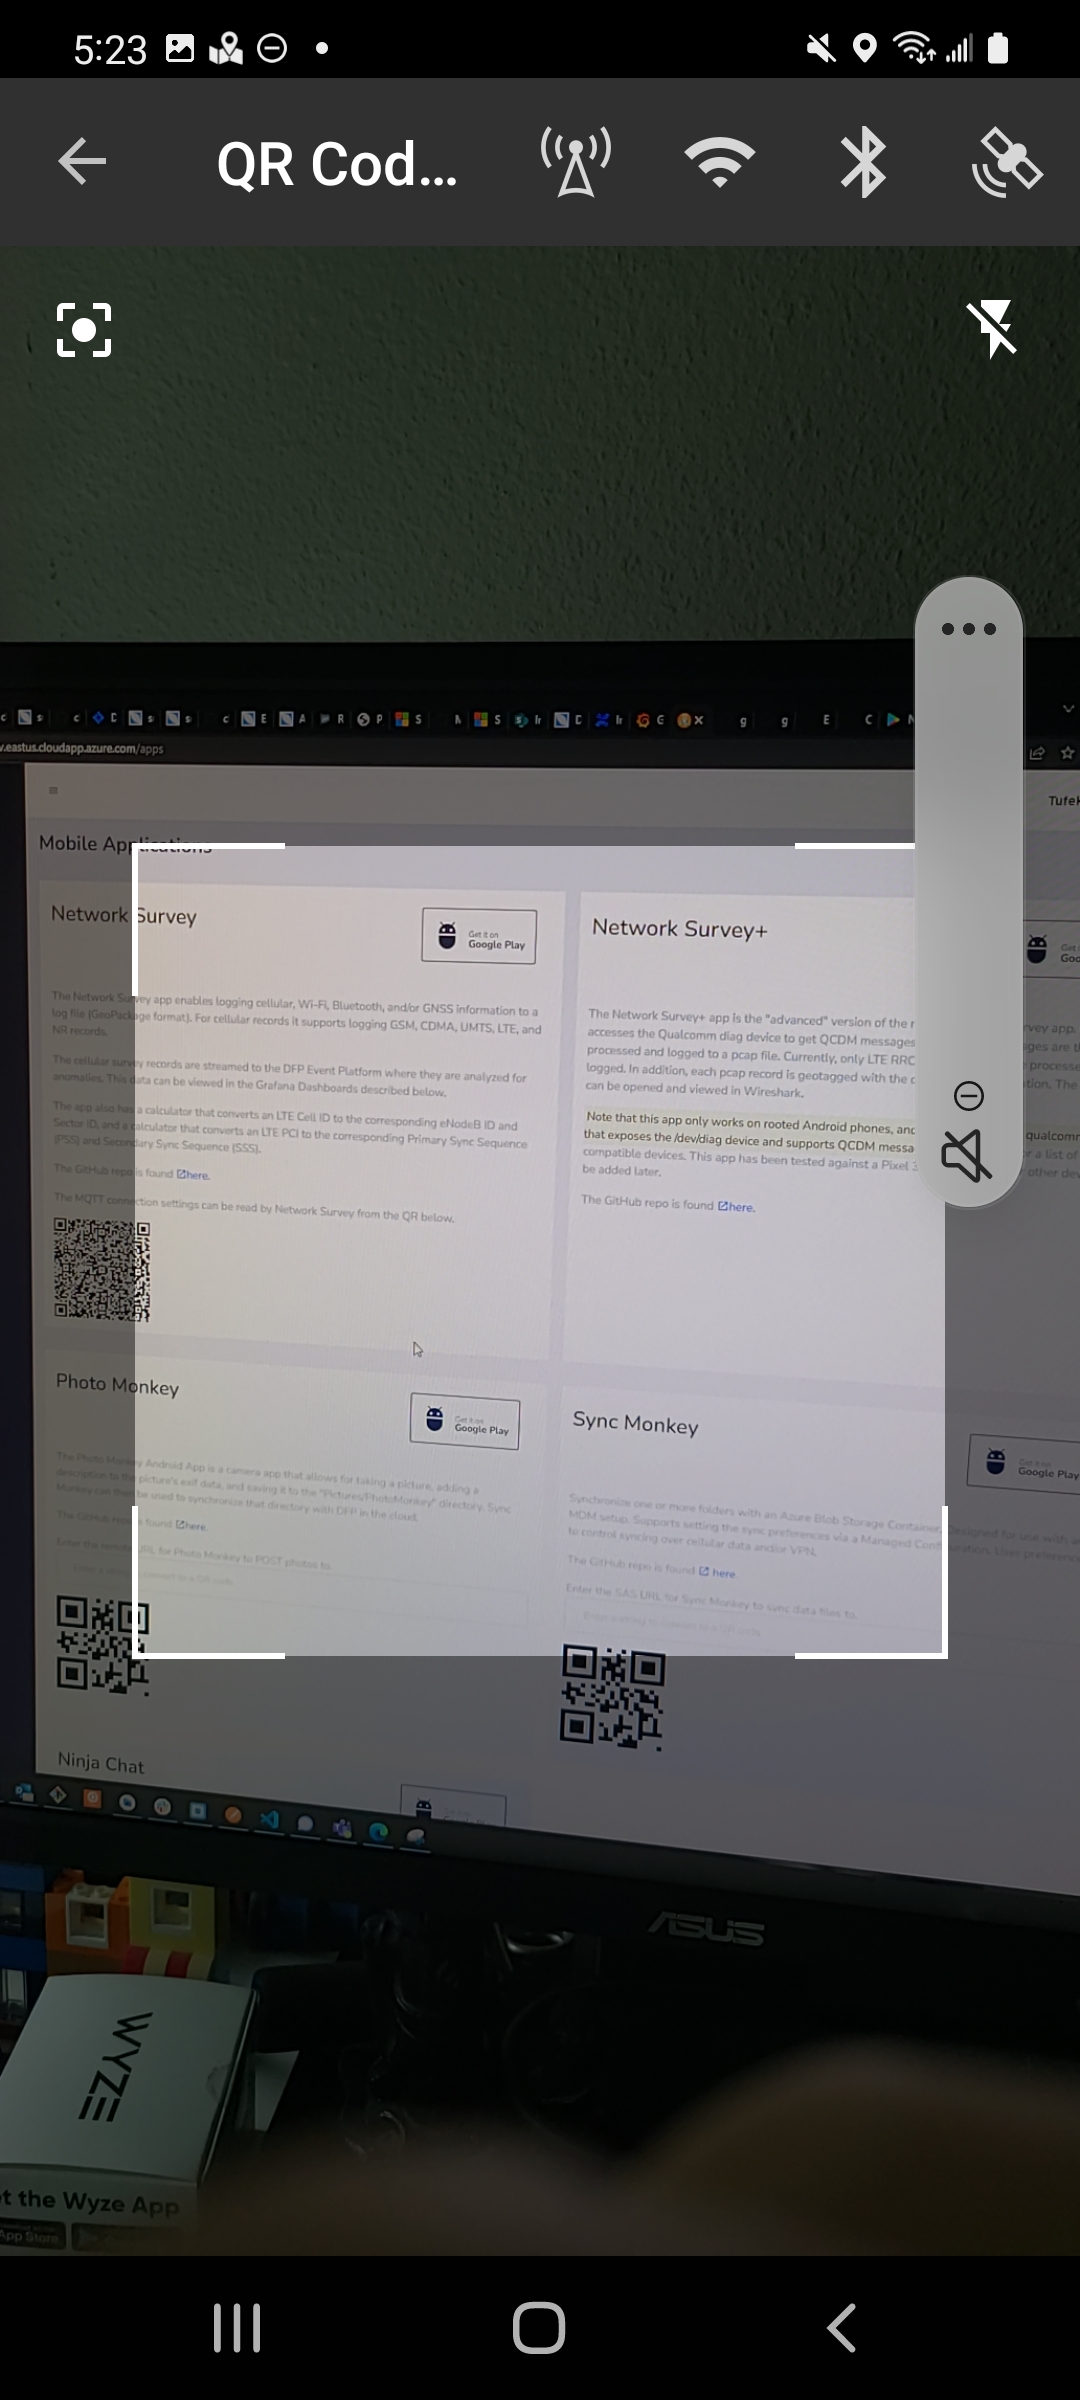 5:23
QR Cod...
v.eastus.cloudapp.azure.com/apps
Mobile Applications
Network Survey
Get it on
Google Play
The Network Survey app enables logging cellular, Wi-Fi, Bluetooth, and/or GNSS information to a
log file (GeoPackage format). For cellular records it supports logging GSM, CDMA, UMTS, LTE, and
NR records.
The cellular survey records are streamed to the DFP Event Platform where they are analyzed for
anomalies. This data can be viewed in the Grafana Dashboards described below.
The app also has a calculator that converts an LTE Cell ID to the corresponding eNodeB ID and
Sector ID, and a calculator that converts an LTE PCI to the corresponding Primary Sync Sequence
(PSS) and Secondary Sync Sequence (SSS).
The GitHub repo is found here.
The MQTT connection settings can be read by Network Survey from the QR below.
Network Survey+
The Network Survey+ app is the "advanced" version of the
accesses the Qualcomm diag device to get QCDM messages
processed and logged to a pcap file. Currently, only LTE RRC
logged. In addition, each pcap record is geotagged with the
can be opened and viewed in Wireshark.
Note that this app only works on rooted Android phones, and
that exposes the /dev/diag device and supports QCDM messa
compatible devices. This app has been tested against a Pixel 3
be added later.
The GitHub repo is found here.
Photo Monkey
Get it on
Google Play
The Photo Monkey Android App is a camera app that allows for taking a picture, adding a
description to the picture's exif data, and saving it to the "Pictures/PhotoMonkey" directory. Sync
Monkey can then be used to synchronize that directory with DFP in the cloud.
The GitHub repo is found here.
Enter the remote URL for Photo Monkey to POST photos to.
Enter a string to convert to a QR code
Sync Monkey
Get it on
Google Play
Synchronize one or more folders with an Azure Blob Storage Container. Designed for use with an
MDM setup. Supports setting the sync preferences via a Managed Configuration. User preferenc
to control syncing over cellular data and/or VPN.
The GitHub repo is found here
Enter the SAS URL for Sync Monkey to sync data files to.
Enter a string to convert to a QR code
Ninja Chat
ASUS
WYZE
t the Wyze App
App Store